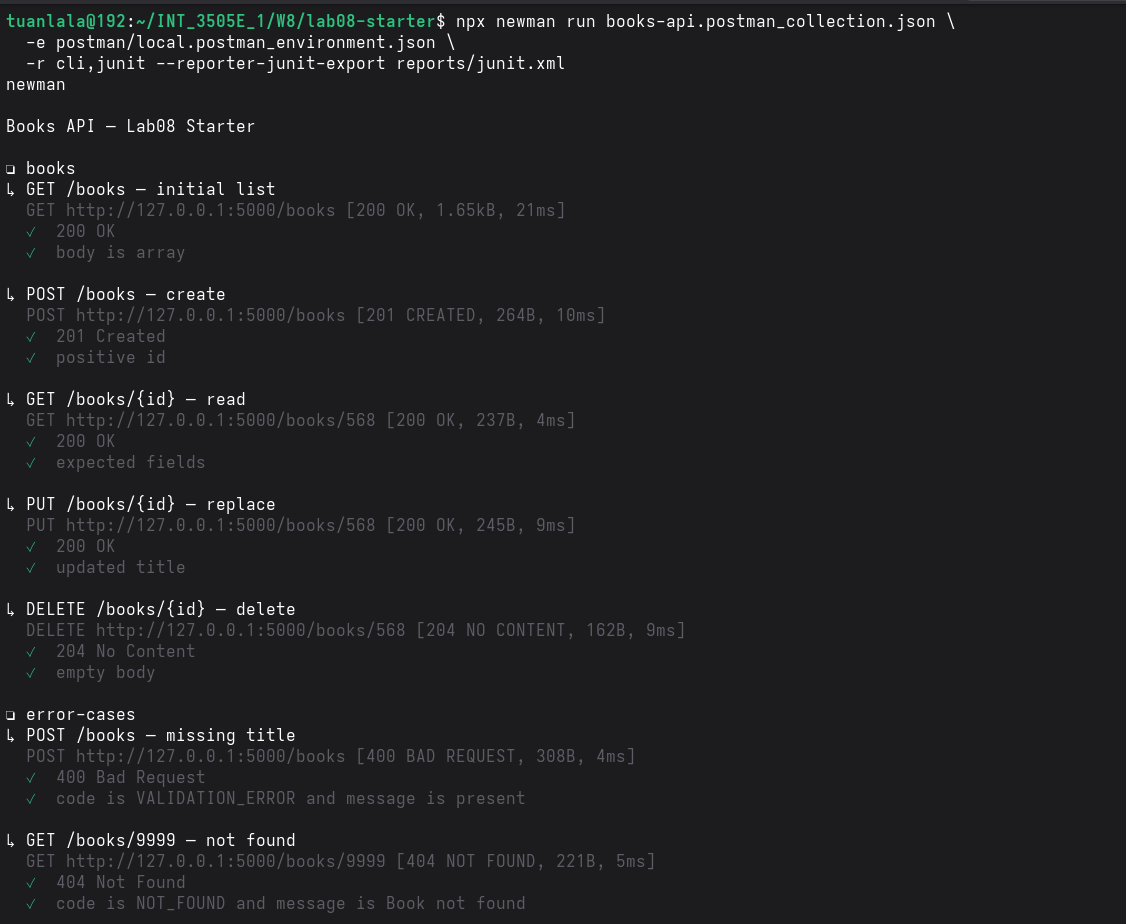 tuanlala@192:~/INT_3505E_1/W8/lab08-starter$ npx newman run books-api.postman_collection.json \
  -e postman/local.postman_environment.json \
  -r cli,junit --reporter-junit-export reports/junit.xml
newman

Books API – Lab08 Starter

❏ books
↳ GET /books – initial list
  GET http://127.0.0.1:5000/books [200 OK, 1.65kB, 21ms]
  ✓  200 OK
  ✓  body is array

↳ POST /books – create
  POST http://127.0.0.1:5000/books [201 CREATED, 264B, 10ms]
  ✓  201 Created
  ✓  positive id

↳ GET /books/{id} – read
  GET http://127.0.0.1:5000/books/568 [200 OK, 237B, 4ms]
  ✓  200 OK
  ✓  expected fields

↳ PUT /books/{id} – replace
  PUT http://127.0.0.1:5000/books/568 [200 OK, 245B, 9ms]
  ✓  200 OK
  ✓  updated title

↳ DELETE /books/{id} – delete
  DELETE http://127.0.0.1:5000/books/568 [204 NO CONTENT, 162B, 9ms]
  ✓  204 No Content
  ✓  empty body

❏ error-cases
↳ POST /books – missing title
  POST http://127.0.0.1:5000/books [400 BAD REQUEST, 308B, 4ms]
  ✓  400 Bad Request
  ✓  code is VALIDATION_ERROR and message is present

↳ GET /books/9999 – not found
  GET http://127.0.0.1:5000/books/9999 [404 NOT FOUND, 221B, 5ms]
  ✓  404 Not Found
  ✓  code is NOT_FOUND and message is Book not found